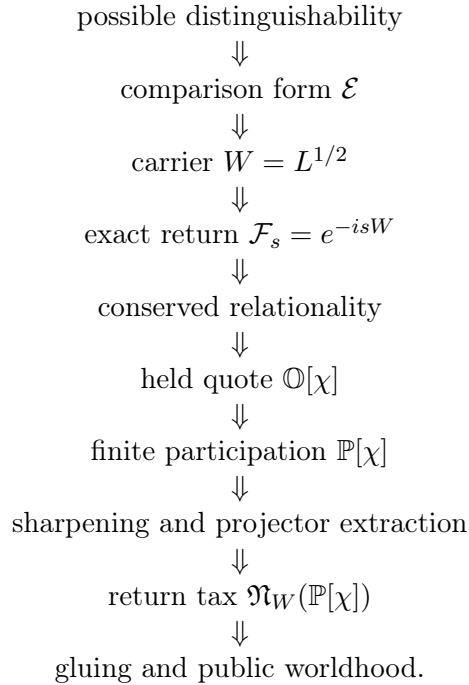 possible distinguishability
⇓
comparison form ℰ
⇓
carrier W = L^{1/2}
⇓
exact return ℱ_s = e^{−isW}
⇓
conserved relationality
⇓
held quote 𝕆[χ]
⇓
finite participation ℙ[χ]
⇓
sharpening and projector extraction
⇓
return tax 𝔑_W(ℙ[χ])
⇓
gluing and public worldhood.